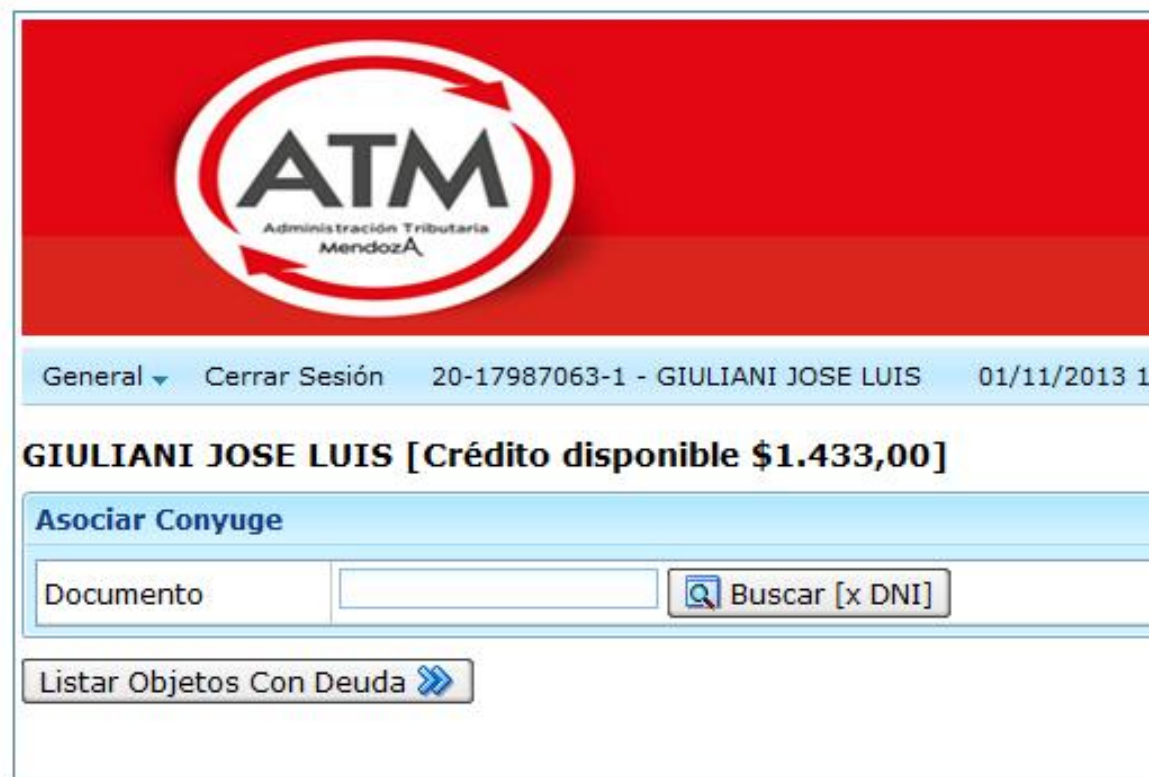 ATM
Administración Tributaria
MendozA
General Cerrar Sesión 20-17987063-1 - GIULIANI JOSE LUIS 01/11/2013 1
GIULIANI JOSE LUIS [Crédito disponible $1.433,00]
Asociar Conyuge
Documento Buscar [x DNI]
Listar Objetos Con Deuda